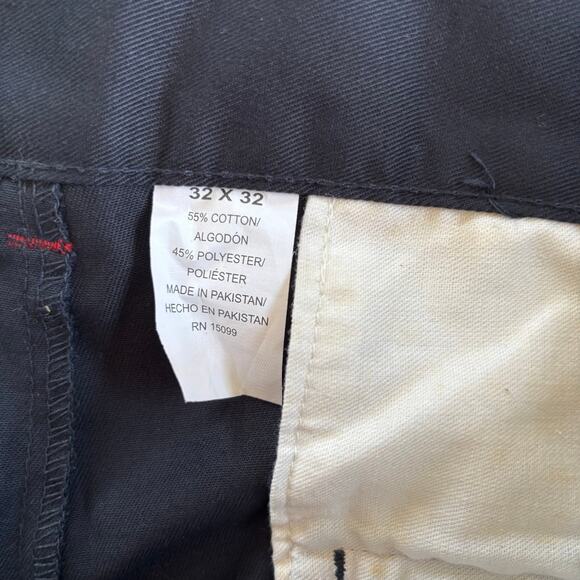 32 X 32
55% COTTON/
ALGODÓN
45% POLYESTER/
POLIÉSTER
MADE IN PAKISTAN/
HECHO EN PAKISTAN
RN 15099